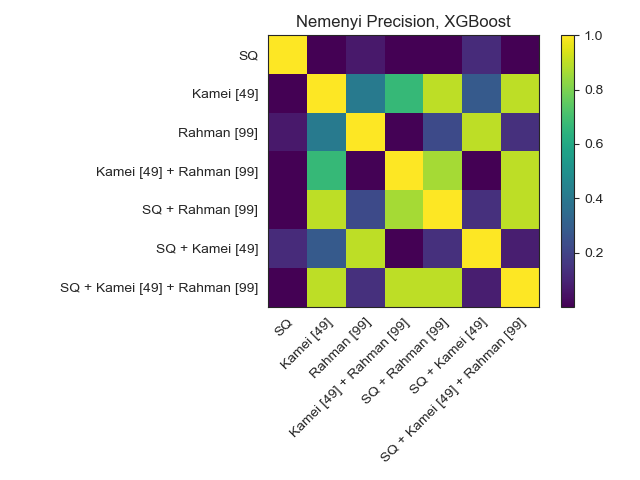 Nemenyi Precision, XGBoost
SQ
Kamei [49]
Rahman [99]
Kamei [49] + Rahman [99]
SQ + Rahman [99]
SQ + Kamei [49]
SQ + Kamei [49] + Rahman [99]
SQ
Kamei [49]
Rahman [99]
Kamei [49] + Rahman [99]
SQ + Rahman [99]
SQ + Kamei [49]
SQ + Kamei [49] + Rahman [99]
1.0
0.8
0.6
0.4
0.2